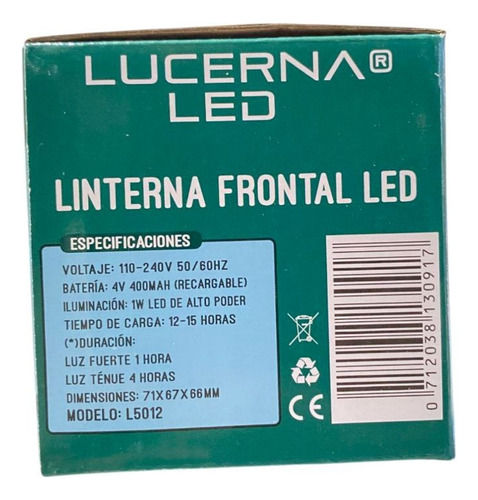 LUCERNA®
LED
LINTERNA FRONTAL LED
ESPECIFICACIONES
VOLTAJE: 110-240V 50/60HZ
BATERÍA: 4V 400MAH (RECARGABLE)
ILUMINACIÓN: 1W LED DE ALTO PODER
TIEMPO DE CARGA: 12-15 HORAS
(*)DURACIÓN:
LUZ FUERTE 1 HORA
LUZ TÉNUE 4 HORAS
DIMENSIONES: 71X67X66MM
MODELO: L5012
CE
0 712038 130917